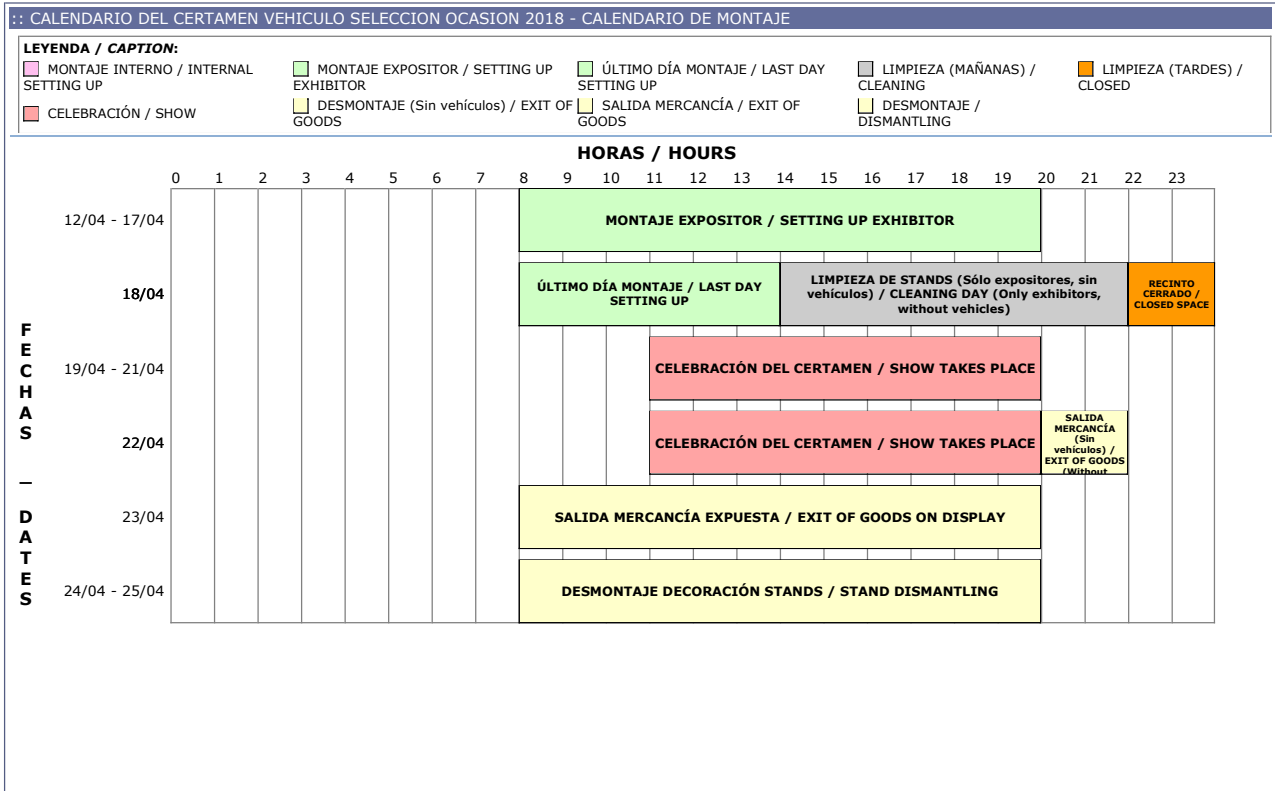 :: CALENDARIO DEL CERTAMEN VEHICULO SELECCION OCASION 2018 - CALENDARIO DE MONTAJE
LEYENDA / CAPTION:
MONTAJE INTERNO / INTERNAL
SETTING UP
MONTAJE EXPOSITOR / SETTING UP
EXHIBITOR
ÚLTIMO DÍA MONTAJE / LAST DAY
SETTING UP
LIMPIEZA (MAÑANAS) /
CLEANING
LIMPIEZA (TARDES) /
CLOSED
CELEBRACIÓN / SHOW
DESMONTAJE (Sin vehículos) / EXIT OF
GOODS
SALIDA MERCANCÍA / EXIT OF
GOODS
DESMONTAJE /
DISMANTLING
HORAS / HOURS
0 1 2 3 4 5 6 7 8 9 10 11 12 13 14 15 16 17 18 19 20 21 22 23
FECHAS – DATES
12/04 - 17/04
MONTAJE EXPOSITOR / SETTING UP EXHIBITOR
18/04
ÚLTIMO DÍA MONTAJE / LAST DAY
SETTING UP
LIMPIEZA DE STANDS (Sólo expositores, sin
vehículos) / CLEANING DAY (Only exhibitors,
without vehicles)
RECINTO
CERRADO /
CLOSED SPACE
19/04 - 21/04
CELEBRACIÓN DEL CERTAMEN / SHOW TAKES PLACE
22/04
CELEBRACIÓN DEL CERTAMEN / SHOW TAKES PLACE
SALIDA
MERCANCÍA
(Sin
vehículos) /
EXIT OF GOODS
(Without
23/04
SALIDA MERCANCÍA EXPUESTA / EXIT OF GOODS ON DISPLAY
24/04 - 25/04
DESMONTAJE DECORACIÓN STANDS / STAND DISMANTLING